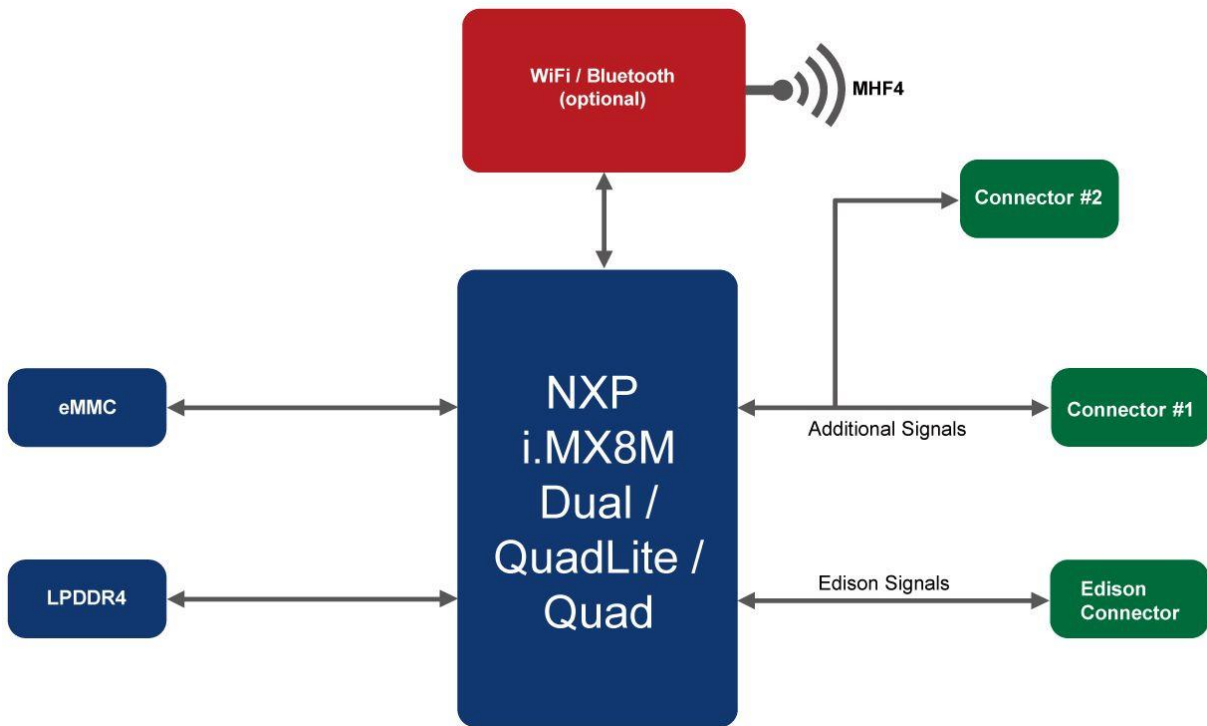 WiFi / Bluetooth
(optional)
MHF4
Connector #2
eMMC
NXP
i.MX8M
Dual /
QuadLite /
Quad
Additional Signals
Connector #1
LPDDR4
Edison Signals
Edison
Connector